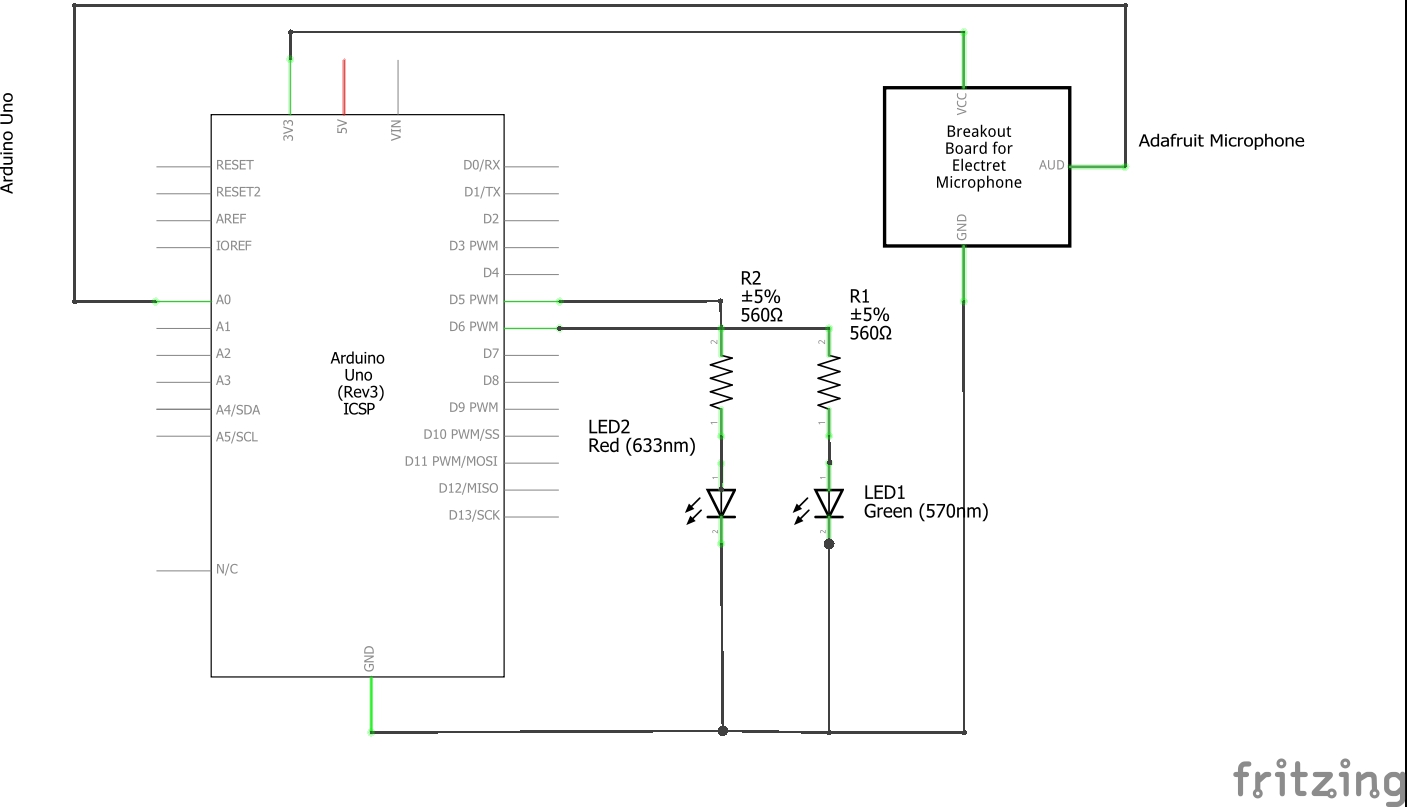 Arduino Uno
3V3
5V
VIN
RESET
RESET2
AREF
IOREF
A0
A1
A2
A3
A4/SDA
A5/SCL
N/C
GND
Arduino
Uno
(Rev3)
ICSP
D0/RX
D1/TX
D2
D3 PWM
D4
D5 PWM
D6 PWM
D7
D8
D9 PWM
D10 PWM/SS
D11 PWM/MOSI
D12/MISO
D13/SCK
R2
±5%
560Ω
2
1
R1
±5%
560Ω
2
1
LED2
Red (633nm)
1
2
LED1
Green (570nm)
1
2
VCC
Breakout
Board for
Electret
Microphone
AUD
GND
Adafruit Microphone
fritzing